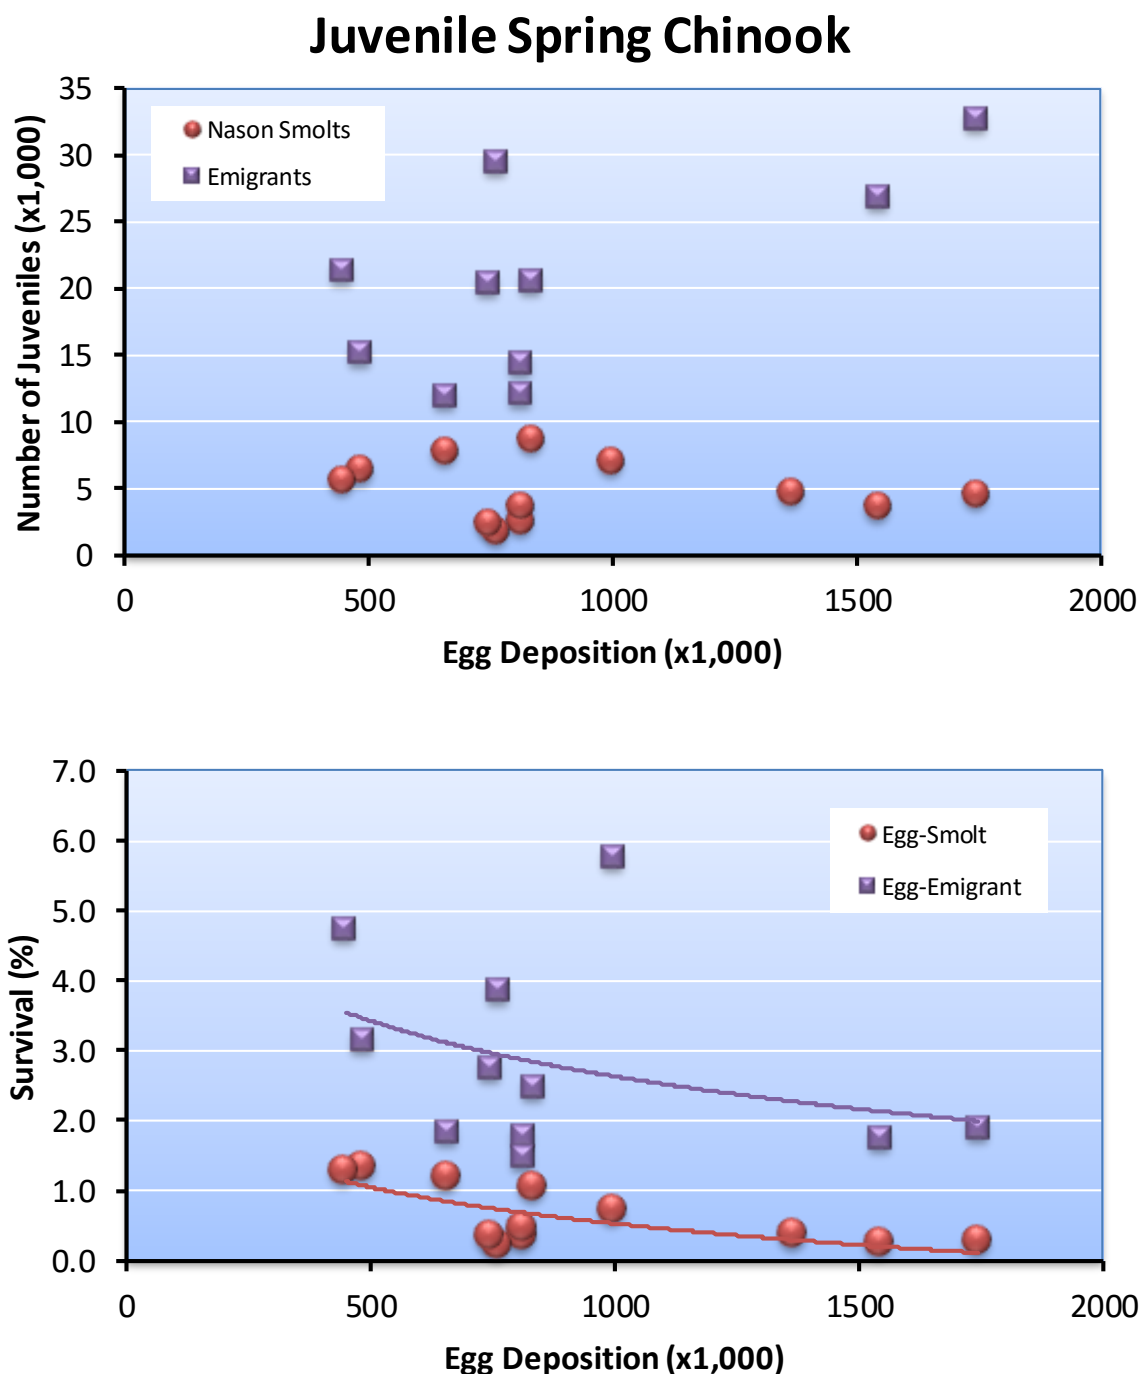 Juvenile Spring Chinook
Number of Juveniles (x1,000)
35
30
25
20
15
10
5
0
Nason Smolts
Emigrants
0 500 1000 1500 2000
Egg Deposition (x1,000)
Survival (%)
7.0
6.0
5.0
4.0
3.0
2.0
1.0
0.0
Egg-Smolt
Egg-Emigrant
0 500 1000 1500 2000
Egg Deposition (x1,000)